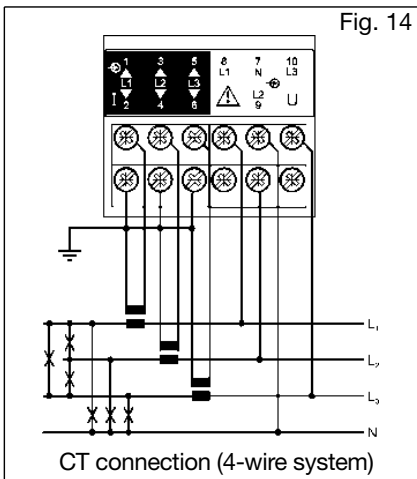 Fig. 14
1 3 5 8 7 10
L1 N L3
L1 L2 L3
I L2 U
2 4 6 9
L₁
L₂
L₃
N
CT connection (4-wire system)